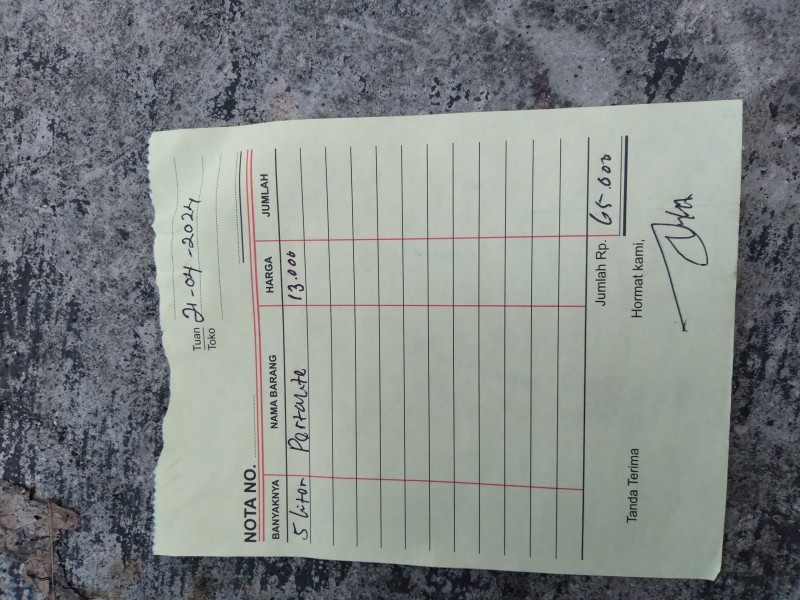 21-04-2024
Tuan
Toko
NOTA NO.
BANYAKNYA NAMA BARANG HARGA JUMLAH
5 liter Pertalite 13.000
Jumlah Rp. 65.000
Tanda Terima Hormat kami,